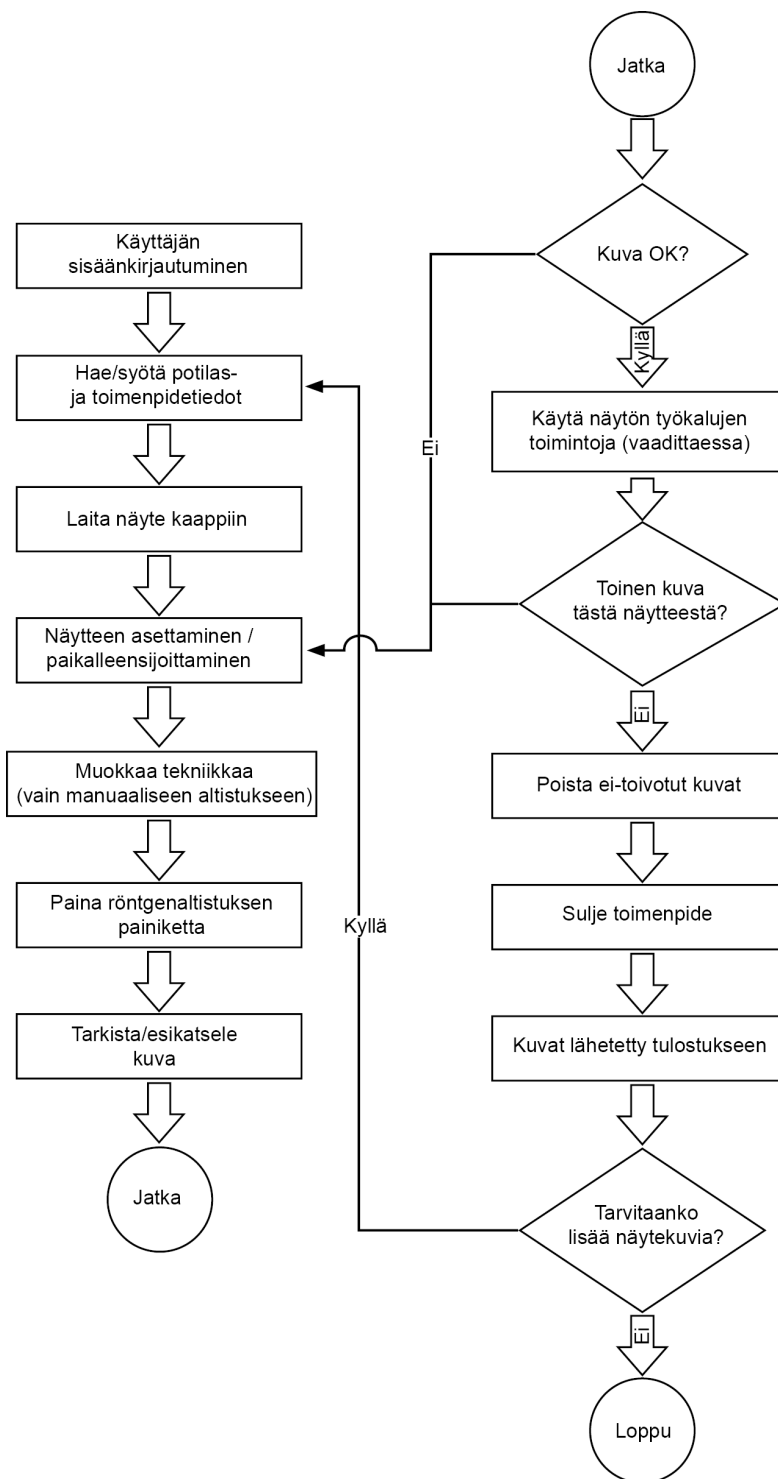 Käyttäjän
sisäänkirjautuminen
Hae/syötä potilas-
ja toimenpidetiedot
Laita näyte kaappiin
Näytteen asettaminen /
paikalleensijoittaminen
Muokkaa tekniikkaa
(vain manuaaliseen altistukseen)
Paina röntgenaltistuksen
painiketta
Tarkista/esikatsele
kuva
Jatka
Jatka
Kuva OK?
Ei
Kyllä
Käytä näytön työkalujen
toimintoja (vaadittaessa)
Toinen kuva
tästä näytteestä?
Ei
Poista ei-toivotut kuvat
Sulje toimenpide
Kuvat lähetetty tulostukseen
Tarvitaanko
lisää näytekuvia?
Kyllä
Ei
Loppu